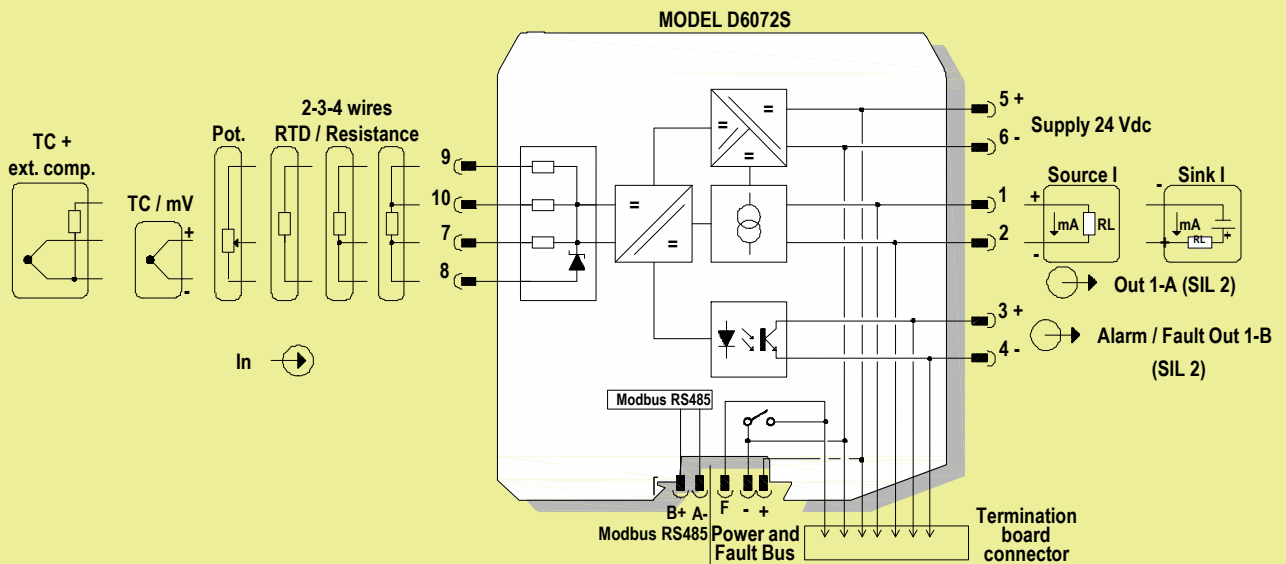 MODEL D6072S
2-3-4 wires
RTD / Resistance
TC +
ext. comp.
Pot.
TC / mV
+
-
9
10
7
8
In
=
=
=
=
=
5 +
6 -
Supply 24 Vdc
1
2
Source I
+
-
mA
RL
Sink I
-
+
mA
RL
+
Out 1-A (SIL 2)
3 +
4 -
Alarm / Fault Out 1-B
(SIL 2)
Modbus RS485
B+ A-
Modbus RS485
F - +
Power and
Fault Bus
Termination
board
connector